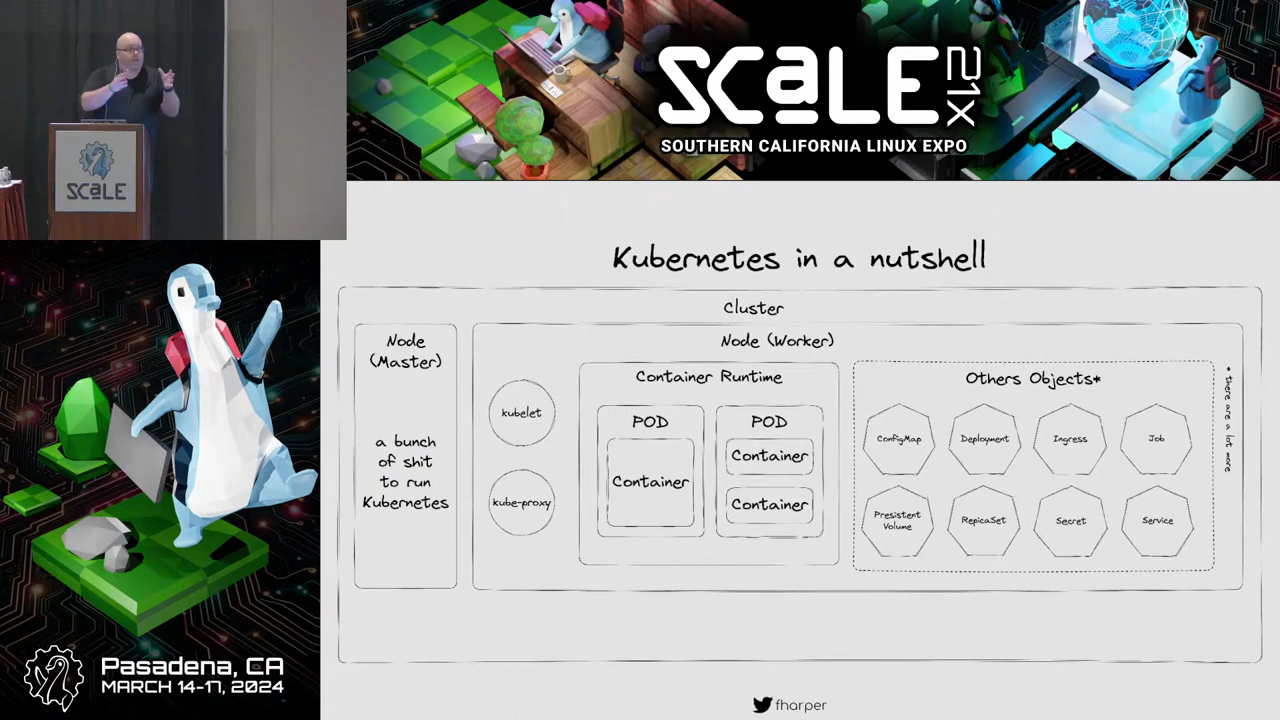 SCaLE
SCaLE 21X
SOUTHERN CALIFORNIA LINUX EXPO
Kubernetes in a nutshell
Cluster
Node
(Master)
a bunch
of shit
to run
Kubernetes
Node (Worker)
kubelet
kube-proxy
Container Runtime
POD
Container
POD
Container
Container
Others Objects*
ConfigMap
Deployment
Ingress
Job
Presistent
Volume
RepicaSet
Secret
Service
* there are a lot more
Pasadena, CA
MARCH 14-17, 2024
fharper